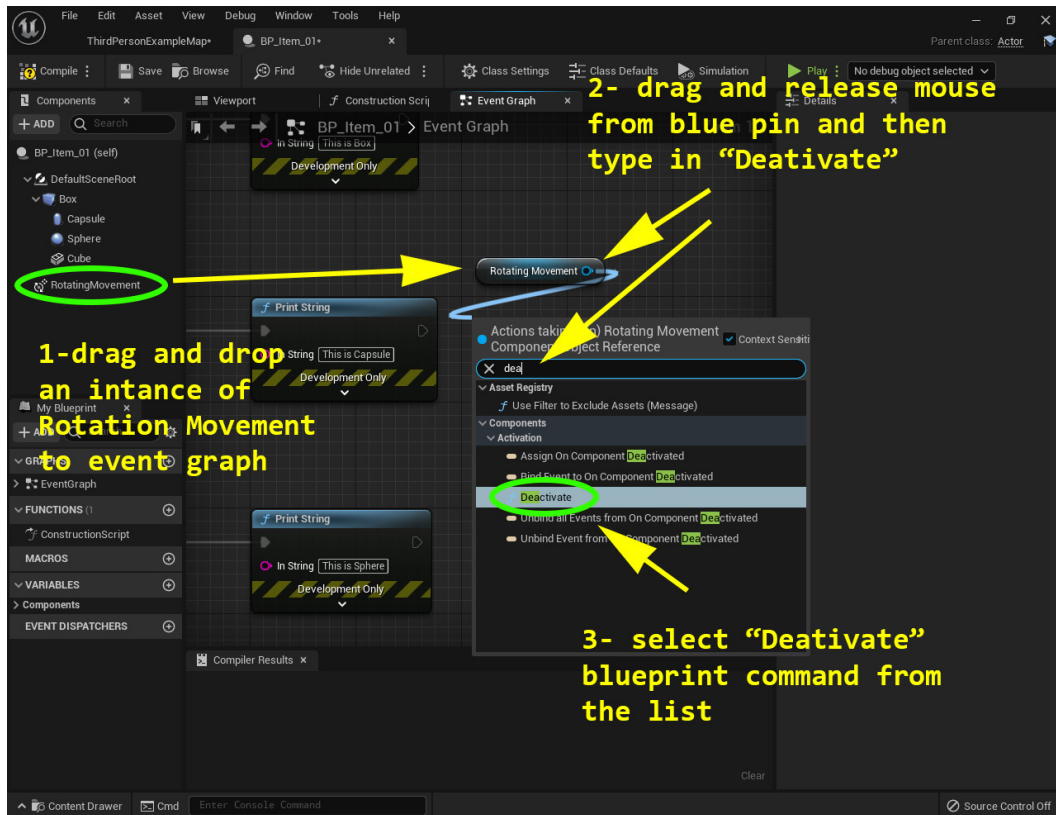 File Edit Asset View Debug Window Tools Help
ThirdPersonExampleMap* BP_Item_01* × Parent class: Actor
Compile Save Browse Find Hide Unrelated Class Settings Class Defaults Simulation Play No debug object selected
Components × Viewport Construction Scrip Event Graph × Details ×
2- drag and release mouse
from blue pin and then
type in “Deativate”
+ ADD Search
BP_Item_01 > Event Graph
In String This is Box
Development Only
BP_Item_01 (self)
DefaultSceneRoot
Box
Capsule
Sphere
Cube
RotatingMovement
Rotating Movement
f Print String
String This is Capsule
Development Only
1-drag and drop
an intance of
Rotation Movement
to event graph
Actions taking Rotating Movement
Component Object Reference
Context Sensiti
dea
Asset Registry
f Use Filter to Exclude Assets (Message)
Components
Activation
Assign On Component Deactivated
Bind Event to On Component Deactivated
Deactivate
Unbind all Events from On Component Deactivated
Unbind Event from Component Deactivated
My Blueprint ×
EventGraph
FUNCTIONS (1
ConstructionScript
MACROS
VARIABLES
Components
EVENT DISPATCHERS
f Print String
In String This is Sphere
Development Only
3- select “Deativate”
blueprint command from
the list
Compiler Results ×
Clear
Content Drawer Cmd Enter Console Command Source Control Off